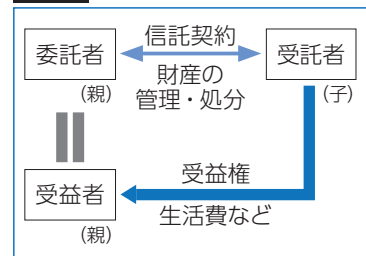 信託契約
委託者
受託者
財産の
管理・処分
(親)
(子)
受益権
受益者
生活費など
(親)